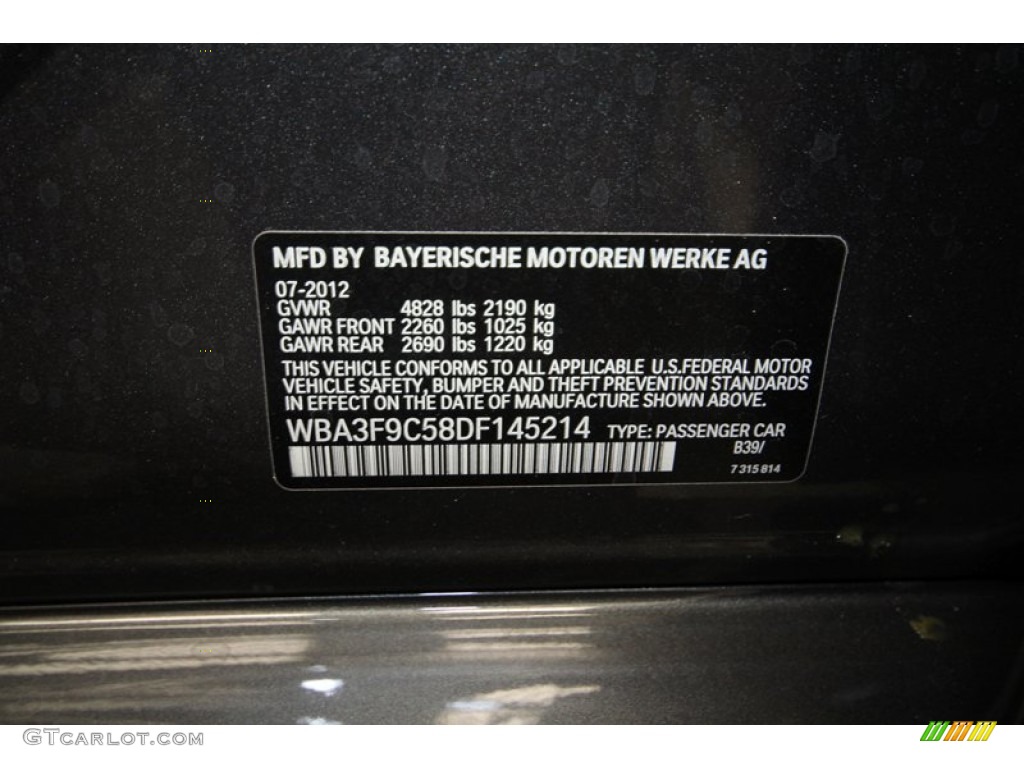 MFD BY BAYERISCHE MOTOREN WERKE AG
07-2012
GVWR 4828 lbs 2190 kg
GAWR FRONT 2260 lbs 1025 kg
GAWR REAR 2690 lbs 1220 kg
THIS VEHICLE CONFORMS TO ALL APPLICABLE U.S.FEDERAL MOTOR
VEHICLE SAFETY, BUMPER AND THEFT PREVENTION STANDARDS
IN EFFECT ON THE DATE OF MANUFACTURE SHOWN ABOVE.
WBA3F9C58DF145214 TYPE: PASSENGER CAR
B39/
7 315 814
GTCARLOT.COM